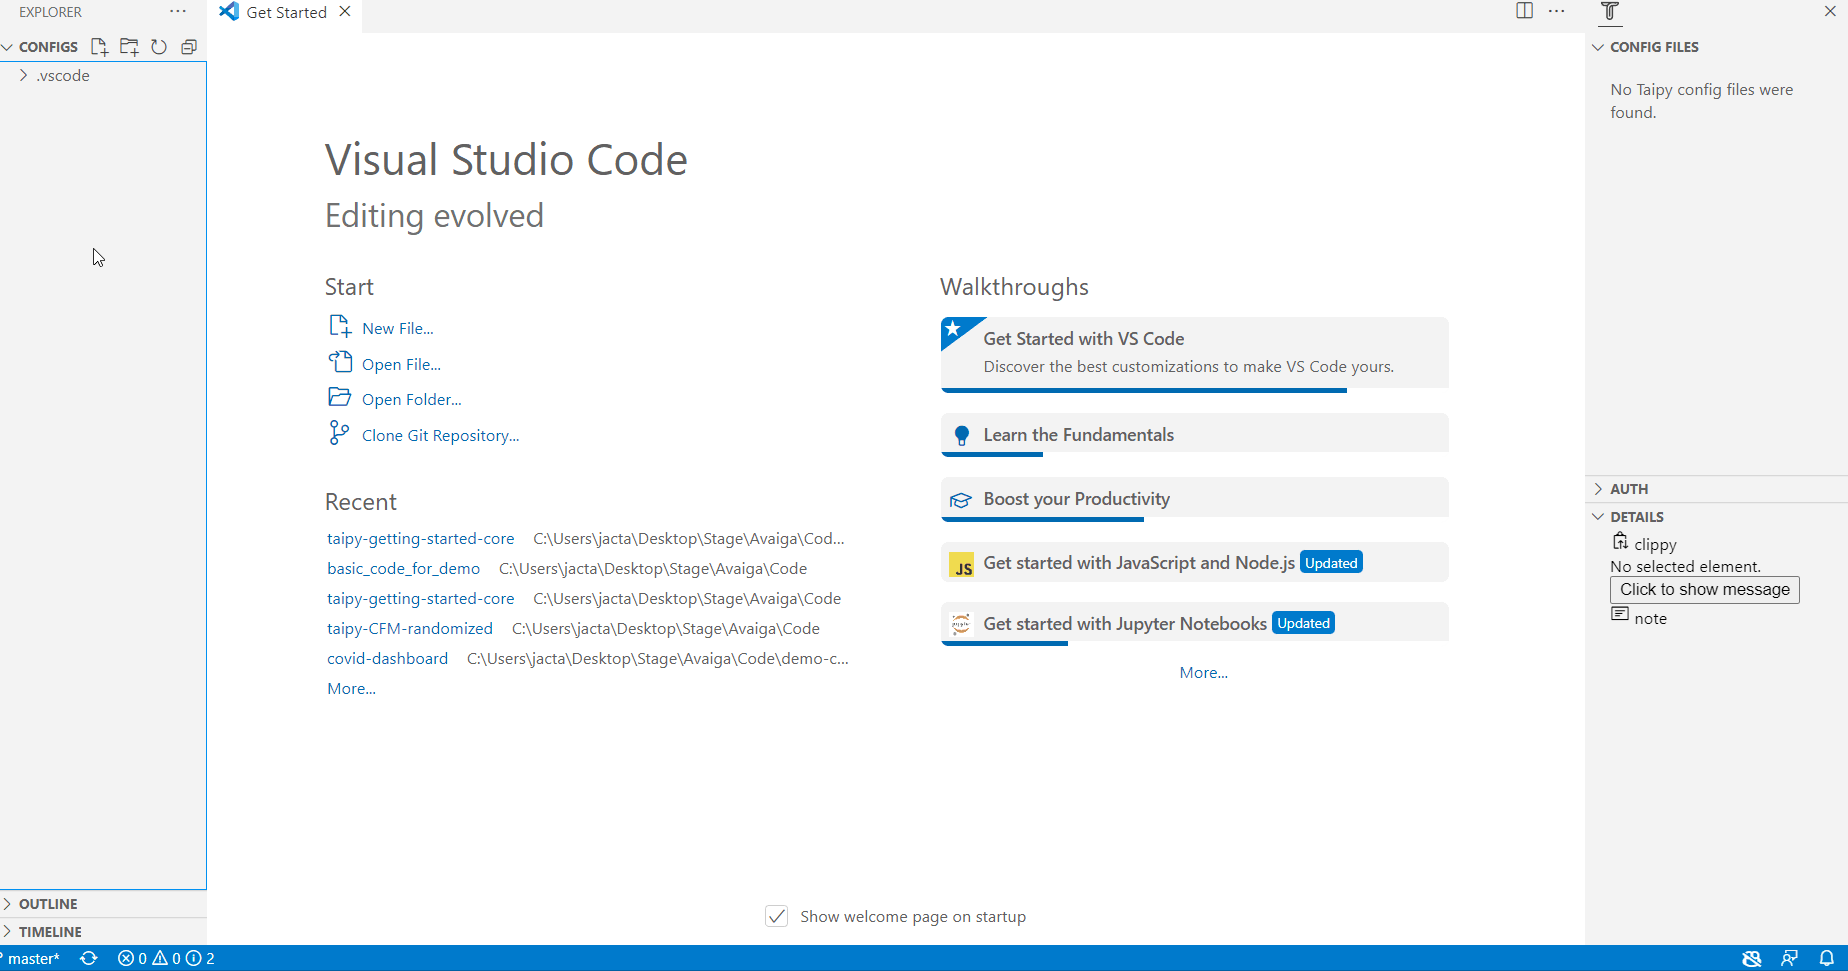 EXPLORER
CONFIGS
.vscode
OUTLINE
TIMELINE
Get Started
Visual Studio Code
Editing evolved
Start
New File...
Open File...
Open Folder...
Clone Git Repository...
Recent
taipy-getting-started-core C:\Users\jacta\Desktop\Stage\Avaiga\Cod...
basic_code_for_demo C:\Users\jacta\Desktop\Stage\Avaiga\Code
taipy-getting-started-core C:\Users\jacta\Desktop\Stage\Avaiga\Code
taipy-CFM-randomized C:\Users\jacta\Desktop\Stage\Avaiga\Code
covid-dashboard C:\Users\jacta\Desktop\Stage\Avaiga\Code\demo-c...
More...
Walkthroughs
Get Started with VS Code
Discover the best customizations to make VS Code yours.
Learn the Fundamentals
Boost your Productivity
JS Get started with JavaScript and Node.js Updated
Get started with Jupyter Notebooks Updated
More...
Show welcome page on startup
CONFIG FILES
No Taipy config files were
found.
AUTH
DETAILS
clippy
No selected element.
Click to show message
note
master* 0 0 2